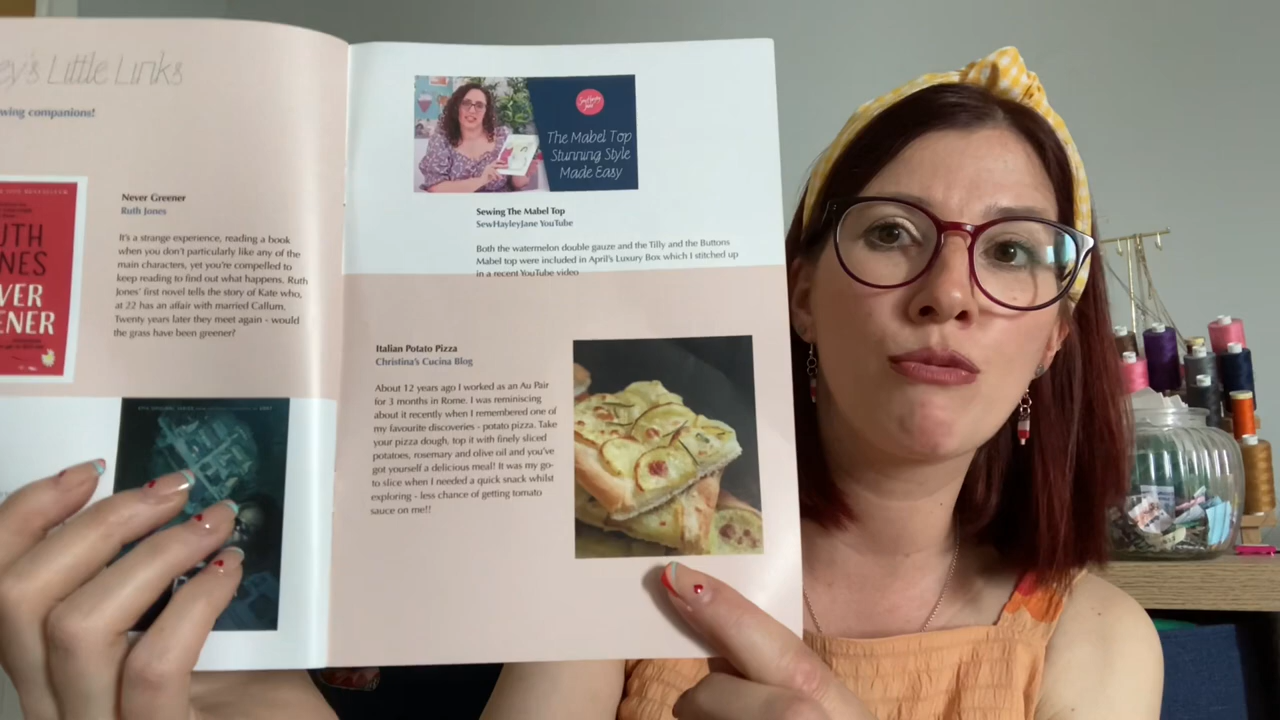 ey's Little Links
wing companions!
UTH
NES
VER
ENER
Never Greener
Ruth Jones
It's a strange experience, reading a book
when you don't particularly like any of the
main characters, yet you're compelled to
keep reading to find out what happens. Ruth
Jones' first novel tells the story of Kate who,
at 22 has an affair with married Callum.
Twenty years later they meet again - would
the grass have been greener?
The Mabel Top
Stunning Style
Made Easy
Sewing The Mabel Top
SewHayleyJane YouTube
Both the watermelon double gauze and the Tilly and the Buttons
Mabel top were included in April's Luxury Box which I stitched up
in a recent YouTube video
Italian Potato Pizza
Christina's Cucina Blog
About 12 years ago I worked as an Au Pair
for 3 months in Rome. I was reminiscing
about it recently when I remembered one of
my favourite discoveries - potato pizza. Take
your pizza dough, top it with finely sliced
potatoes, rosemary and olive oil and you've
got yourself a delicious meal! It was my go-
to slice when I needed a quick snack whilst
exploring - less chance of getting tomato
sauce on me!!